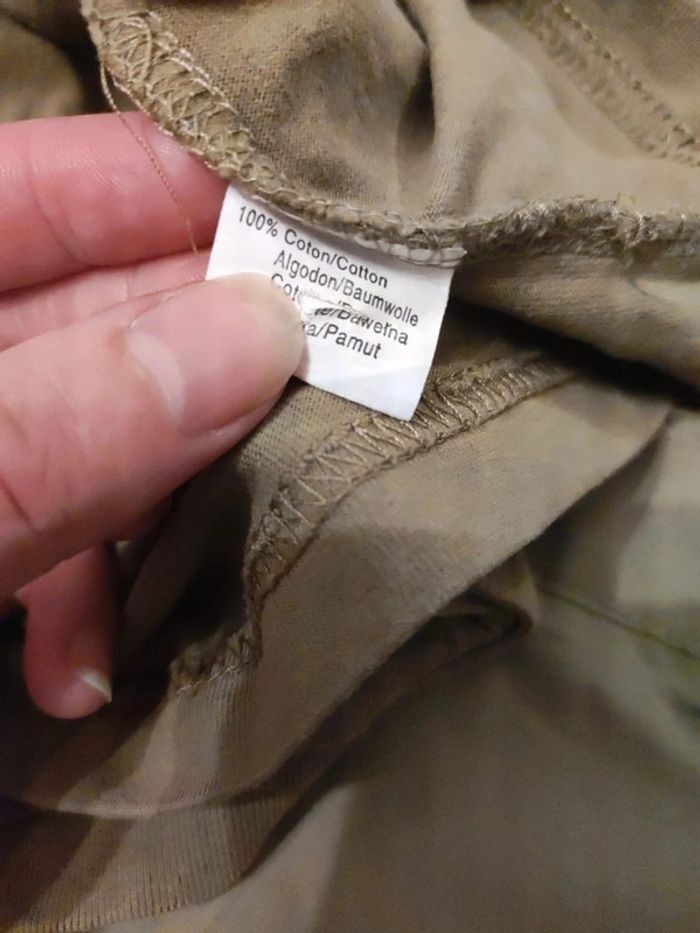 100% Coton/Cotton
Algodon/Baumwolle
/Bawełna
/Pamut